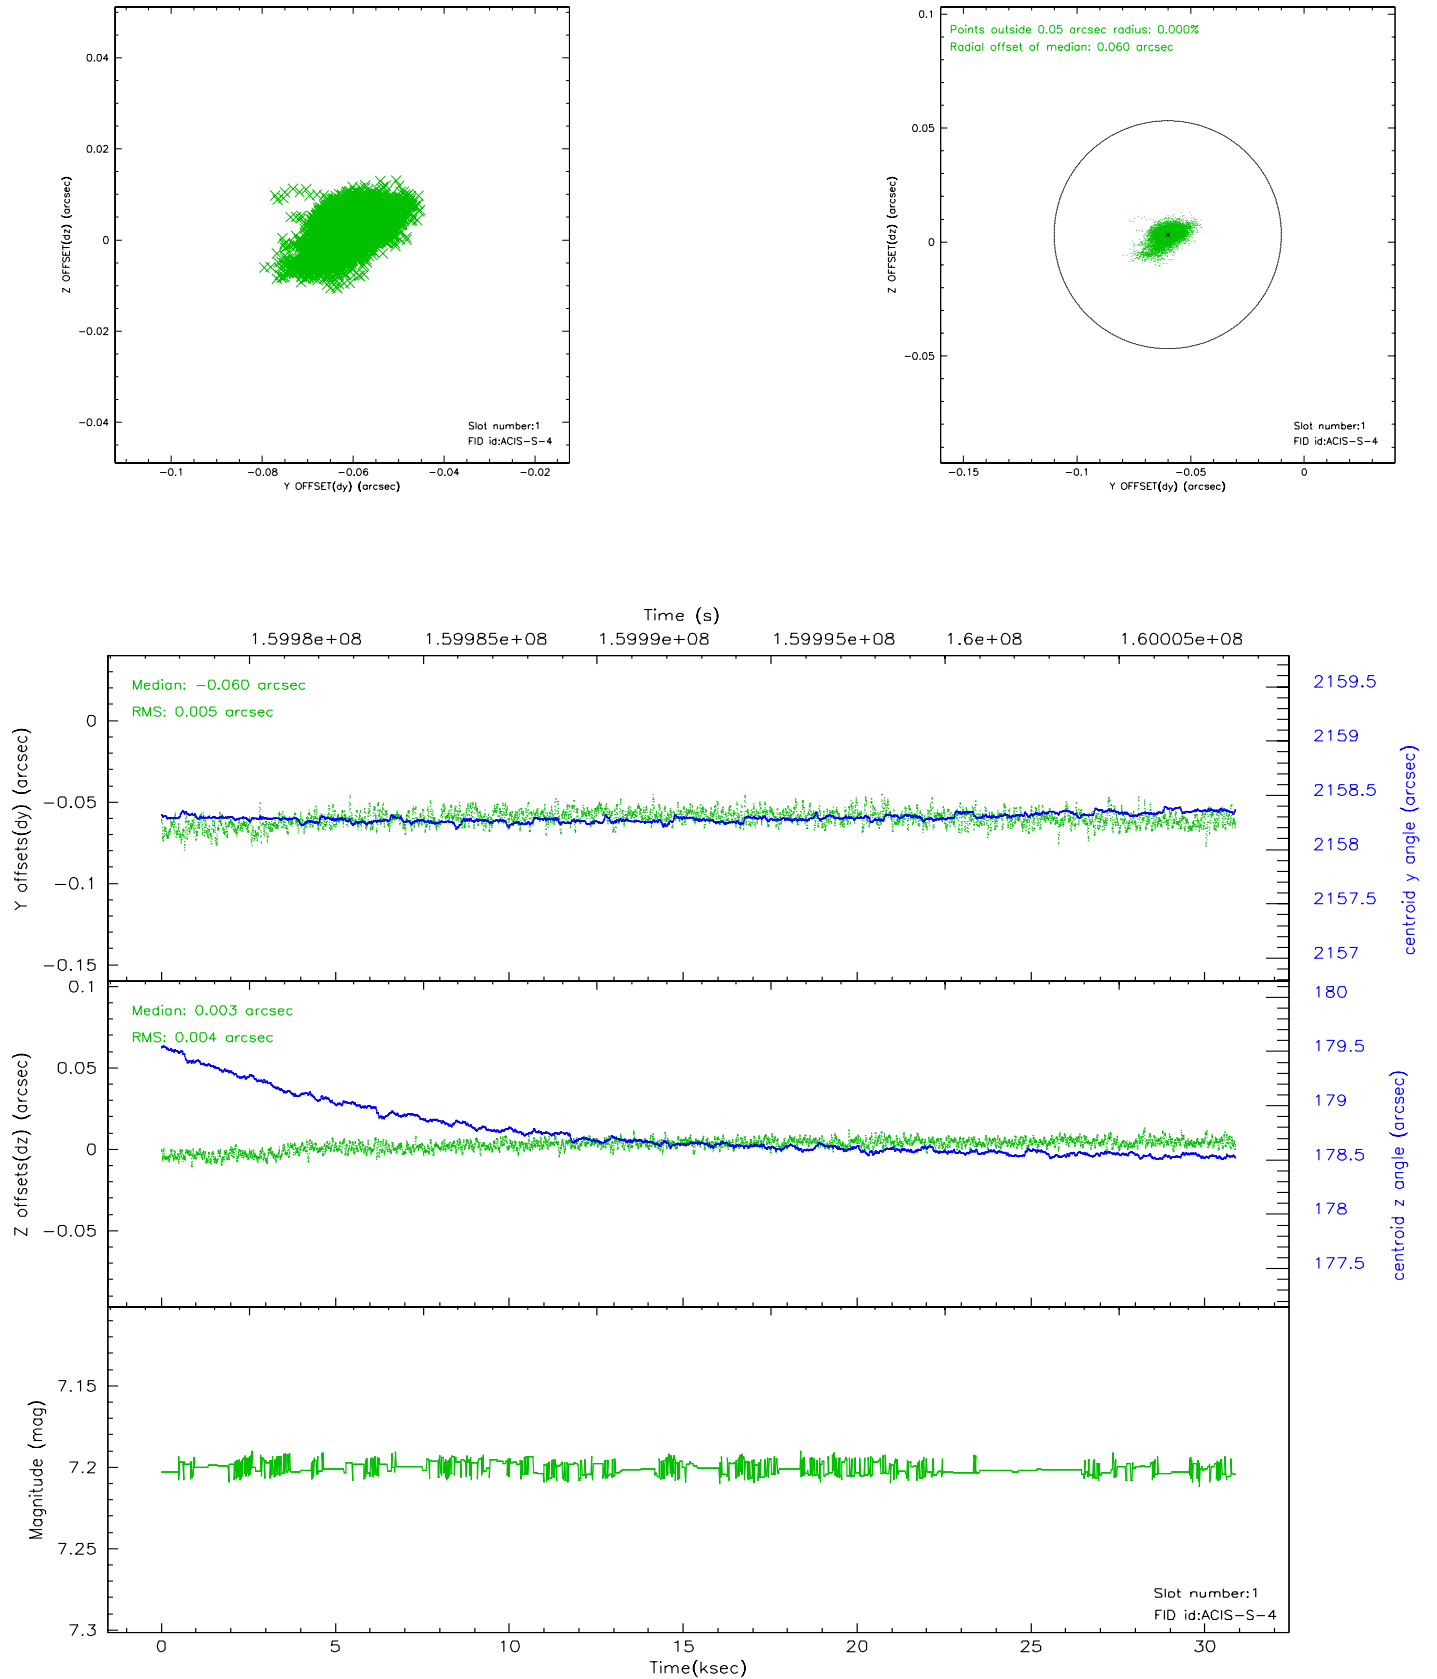 0.04
0.02
0
−0.02
−0.04
Z OFFSET(dz) (arcsec)
Slot number:1
FID id:ACIS−S−4
−0.1
−0.08
−0.06
−0.04
−0.02
Y OFFSET(dy) (arcsec)
0.1
0.05
0
−0.05
Z OFFSET(dz) (arcsec)
Points outside 0.05 arcsec radius: 0.000%
Radial offset of median: 0.060 arcsec
Slot number:1
FID id:ACIS−S−4
−0.15
−0.1
−0.05
0
Y OFFSET(dy) (arcsec)
Time (s)
1.5998e+08
1.59985e+08
1.5999e+08
1.59995e+08
1.6e+08
1.60005e+08
Median: −0.060 arcsec
RMS: 0.005 arcsec
0
−0.05
−0.1
−0.15
Y offsets(dy) (arcsec)
2159.5
2159
2158.5
2158
2157.5
2157
centroid y angle (arcsec)
Median: 0.003 arcsec
RMS: 0.004 arcsec
0.1
0.05
0
−0.05
Z offsets(dz) (arcsec)
180
179.5
179
178.5
178
177.5
centroid z angle (arcsec)
7.15
7.2
7.25
7.3
Magnitude (mag)
Slot number:1
FID id:ACIS−S−4
0
5
10
15
20
25
30
Time(ksec)